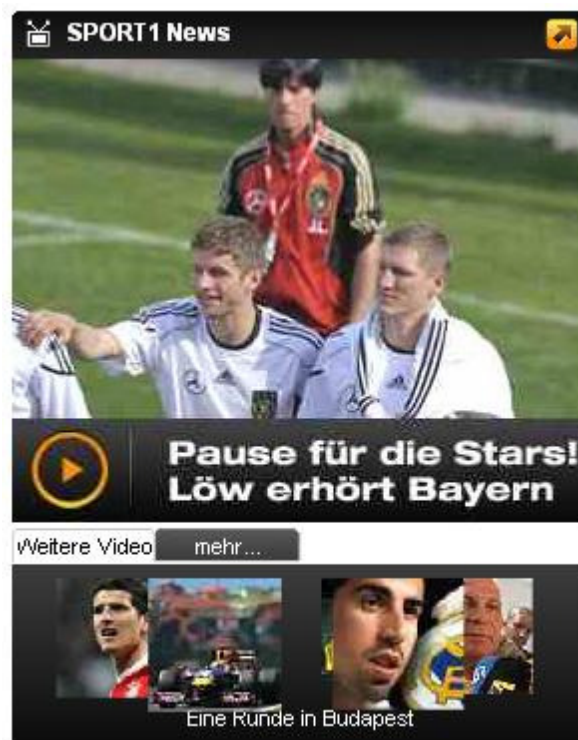 SPORT1 News
Pause für die Stars!
Löw erhört Bayern
Weitere Video
mehr...
Eine Runde in Budapest